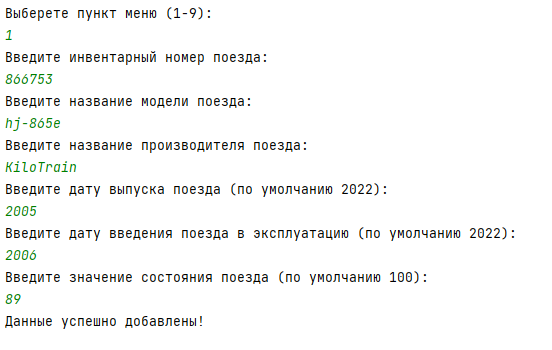 Выберете пункт меню (1-9):
1
Введите инвентарный номер поезда:
866753
Введите название модели поезда:
hj-865e
Введите название производителя поезда:
KiloTrain
Введите дату выпуска поезда (по умолчанию 2022):
2005
Введите дату введения поезда в эксплуатацию (по умолчанию 2022):
2006
Введите значение состояния поезда (по умолчанию 100):
89
Данные успешно добавлены!